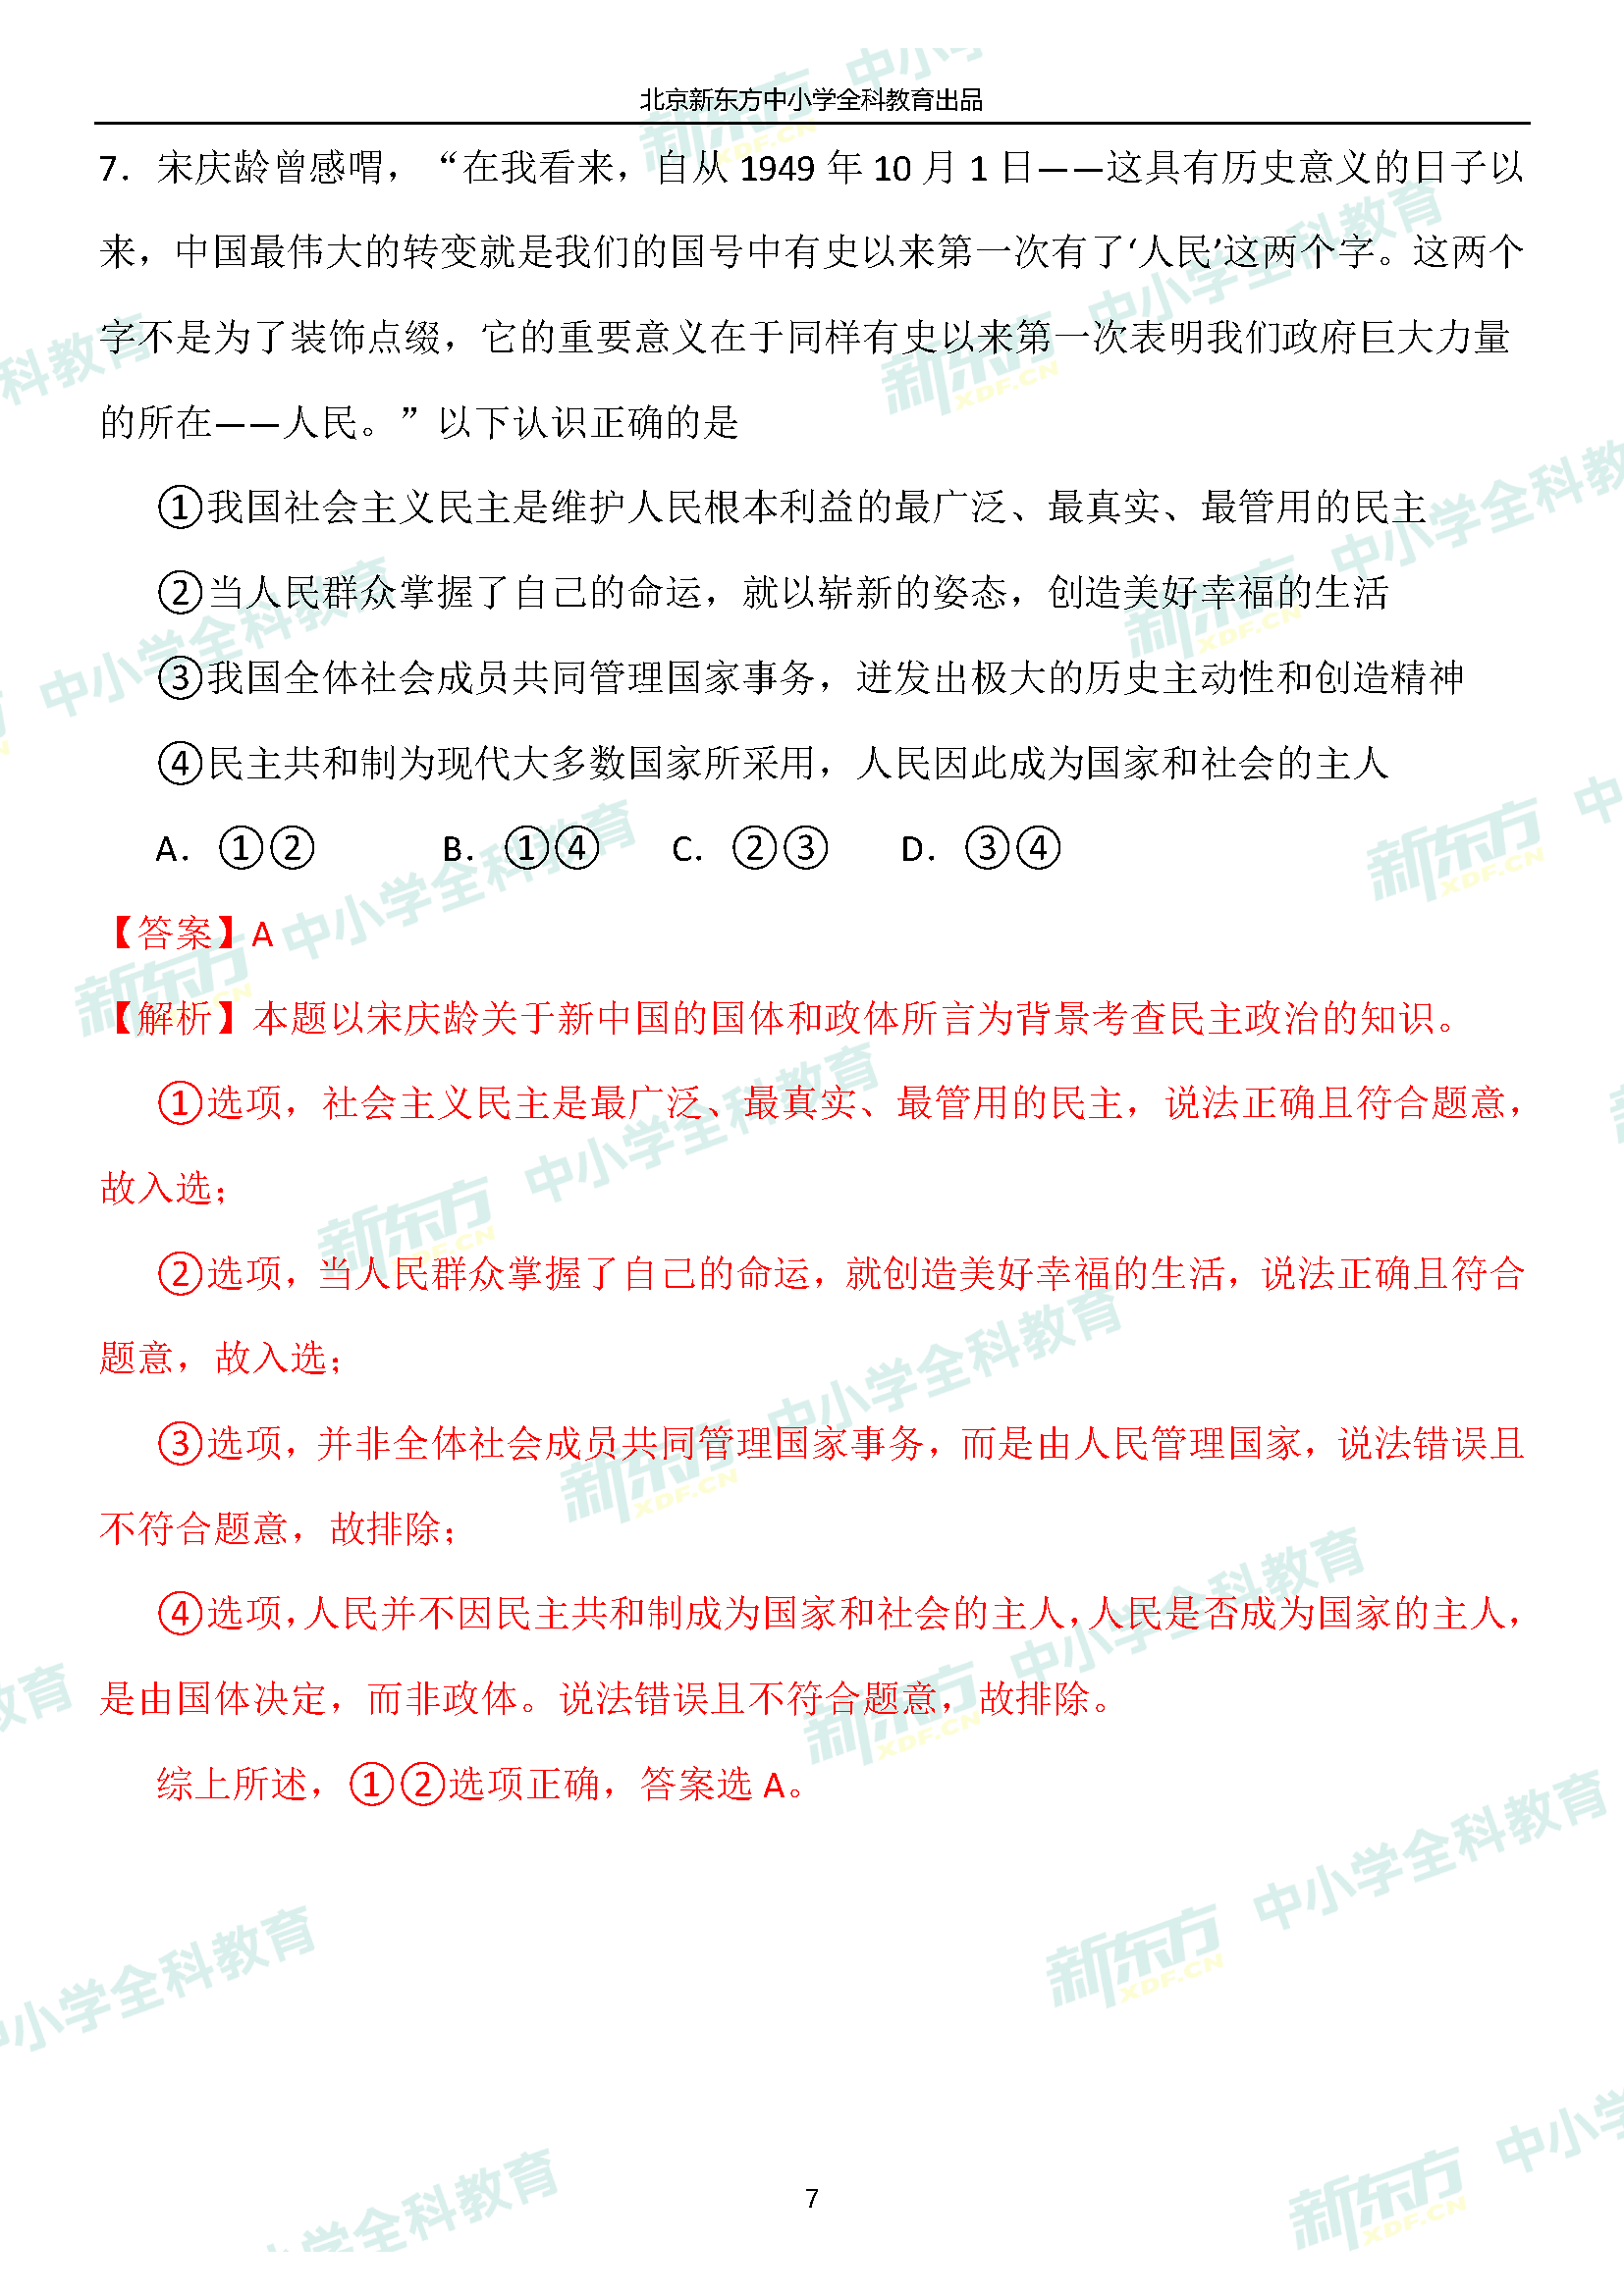 北京新东方中小学全科教育出品
7．宋庆龄曾感喟，“在我看来，自从 1949 年 10 月 1 日——这具有历史意义的日子以
来，中国最伟大的转变就是我们的国号中有史以来第一次有了‘人民’这两个字。这两个
字不是为了装饰点缀，它的重要意义在于同样有史以来第一次表明我们政府巨大力量
的所在——人民。”以下认识正确的是
①我国社会主义民主是维护人民根本利益的最广泛、最真实、最管用的民主
②当人民群众掌握了自己的命运，就以崭新的姿态，创造美好幸福的生活
③我国全体社会成员共同管理国家事务，迸发出极大的历史主动性和创造精神
④民主共和制为现代大多数国家所采用，人民因此成为国家和社会的主人
A．①② B．①④ C．②③ D．③④
【答案】A
【解析】本题以宋庆龄关于新中国的国体和政体所言为背景考查民主政治的知识。
①选项，社会主义民主是最广泛、最真实、最管用的民主，说法正确且符合题意，
故入选；
②选项，当人民群众掌握了自己的命运，就创造美好幸福的生活，说法正确且符合
题意，故入选；
③选项，并非全体社会成员共同管理国家事务，而是由人民管理国家，说法错误且
不符合题意，故排除；
④选项，人民并不因民主共和制成为国家和社会的主人，人民是否成为国家的主人，
是由国体决定，而非政体。说法错误且不符合题意，故排除。
综上所述，①②选项正确，答案选 A。
7